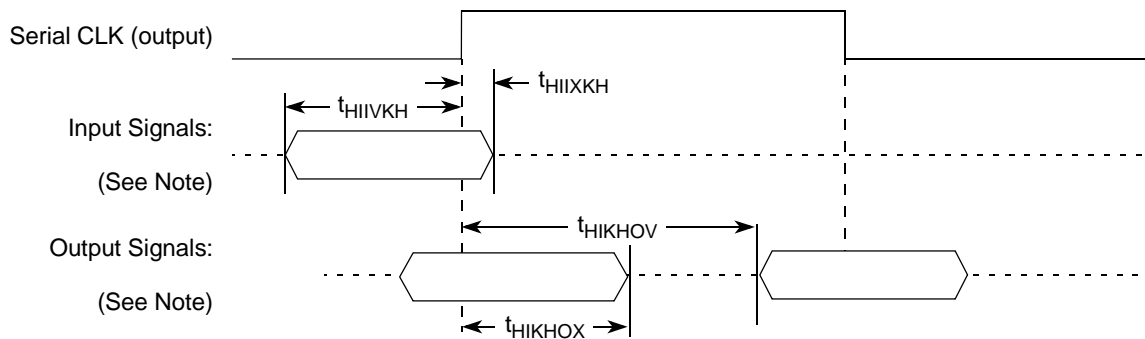 Serial CLK (output)
tHIIXKH
tHIIVKH
Input Signals:
(See Note)
tHIKHOV
Output Signals:
(See Note)
tHIKHOX